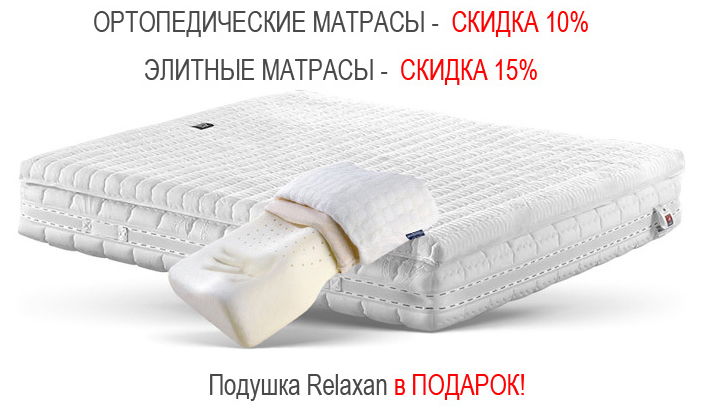 ОРТОПЕДИЧЕСКИЕ МАТРАСЫ - СКИДКА 10%
ЭЛИТНЫЕ МАТРАСЫ - СКИДКА 15%
Подушка Relaxan в ПОДАРОК!